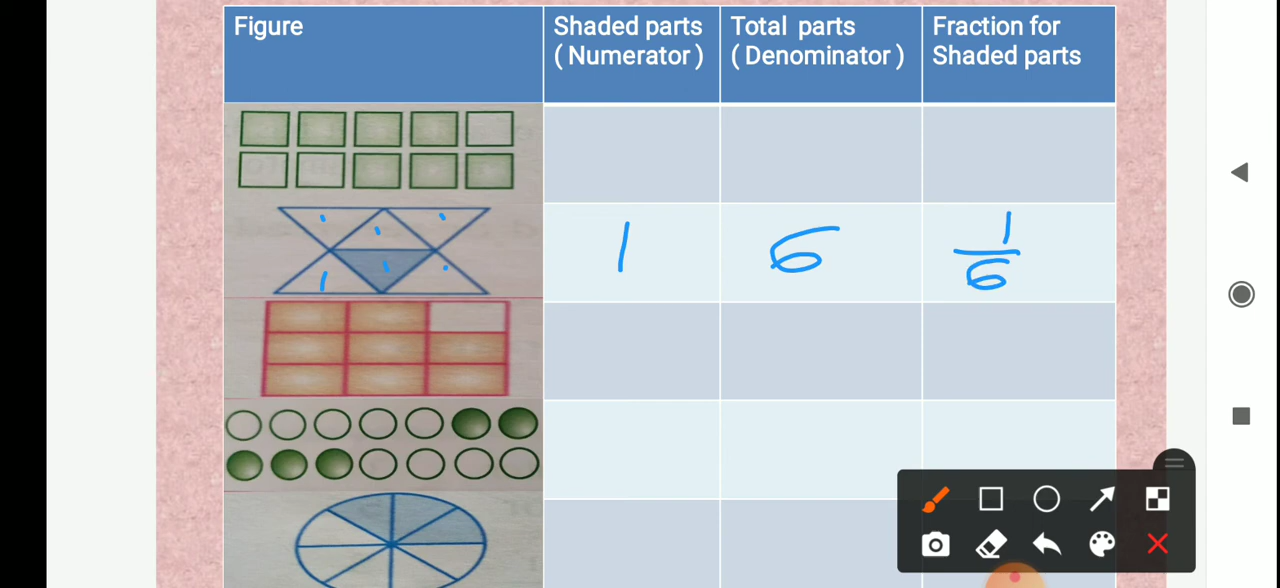 Figure
Shaded parts
( Numerator )
Total parts
( Denominator )
Fraction for
Shaded parts
1
6
1
6